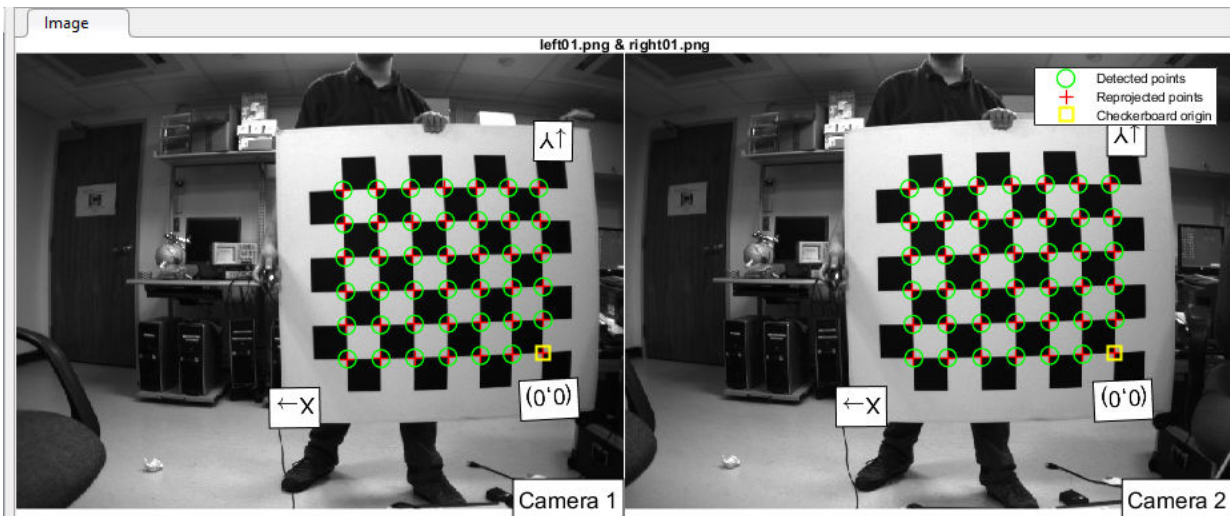 Image
left01.png & right01.png
Detected points
Reprojected points
Checkerboard origin
Y↑
Y↑
←X
(0,0)
←X
(0,0)
Camera 1
Camera 2